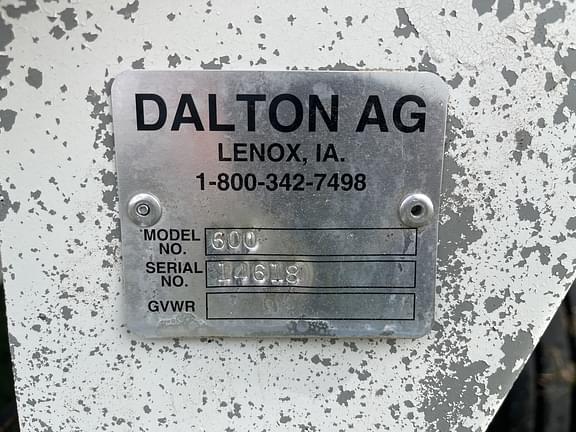 DALTON AG
LENOX, IA.
1-800-342-7498
MODEL NO. 600
SERIAL NO. 14618
GVWR